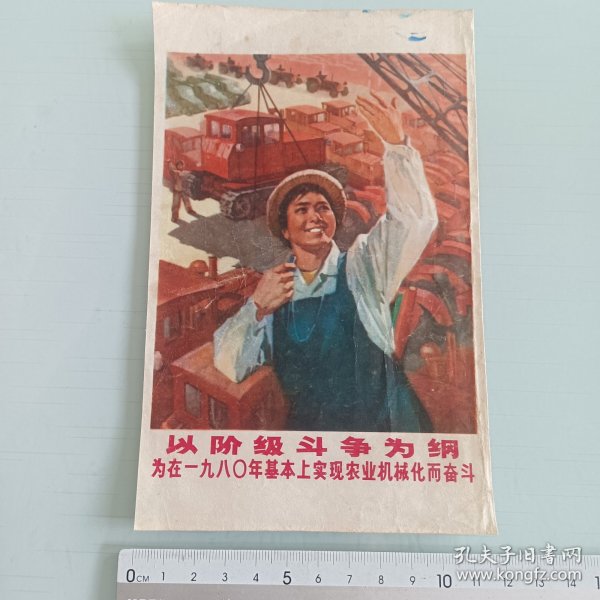 以阶级斗争为纲
为在一九八〇年基本上实现农业机械化而奋斗
0CM 1 2 3 4 5 6 7 8 9 10 11 12 13 14
孔夫子旧书网
www.kongfz.com